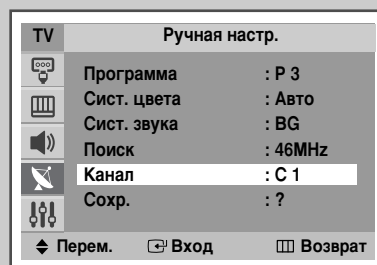 TV Ручная настр.
Программа : P 3
Сист. цвета : Авто
Сист. звука : BG
Поиск : 46MHz
Канал : C 1
Сохр. : ?
Перем. Вход Возврат